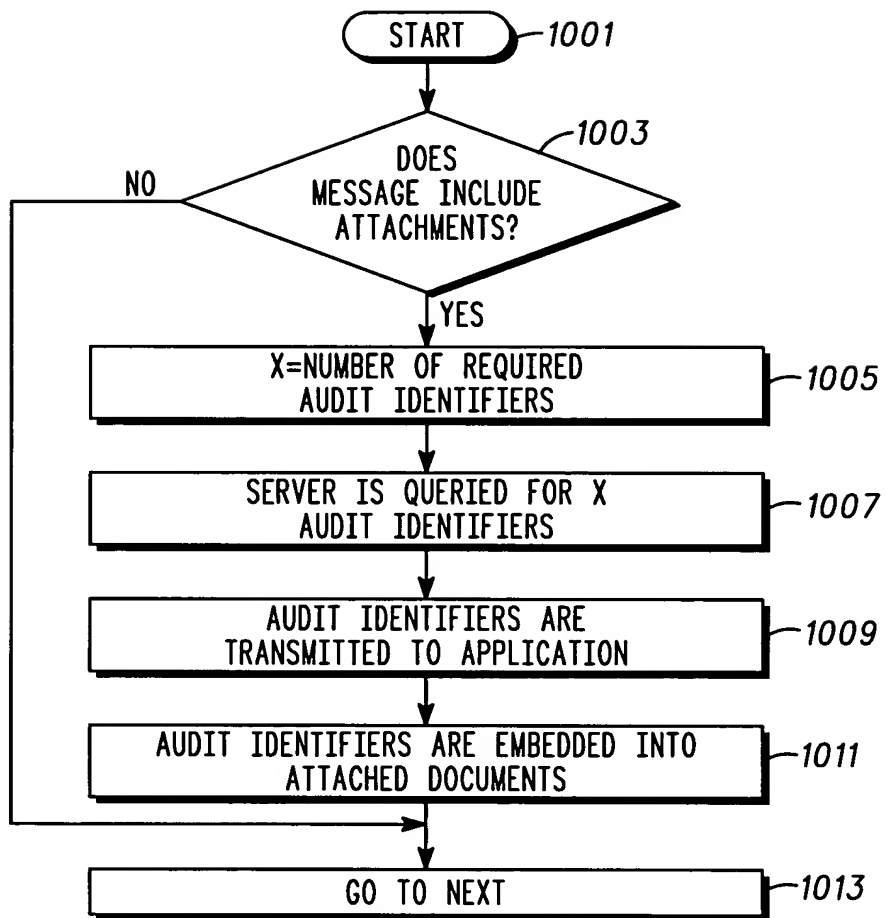 START
1001
1003
DOES
MESSAGE INCLUDE
ATTACHMENTS?
NO
YES
X=NUMBER OF REQUIRED
AUDIT IDENTIFIERS
1005
SERVER IS QUERIED FOR X
AUDIT IDENTIFIERS
1007
AUDIT IDENTIFIERS ARE
TRANSMITTED TO APPLICATION
1009
AUDIT IDENTIFIERS ARE EMBEDDED INTO
ATTACHED DOCUMENTS
1011
GO TO NEXT
1013